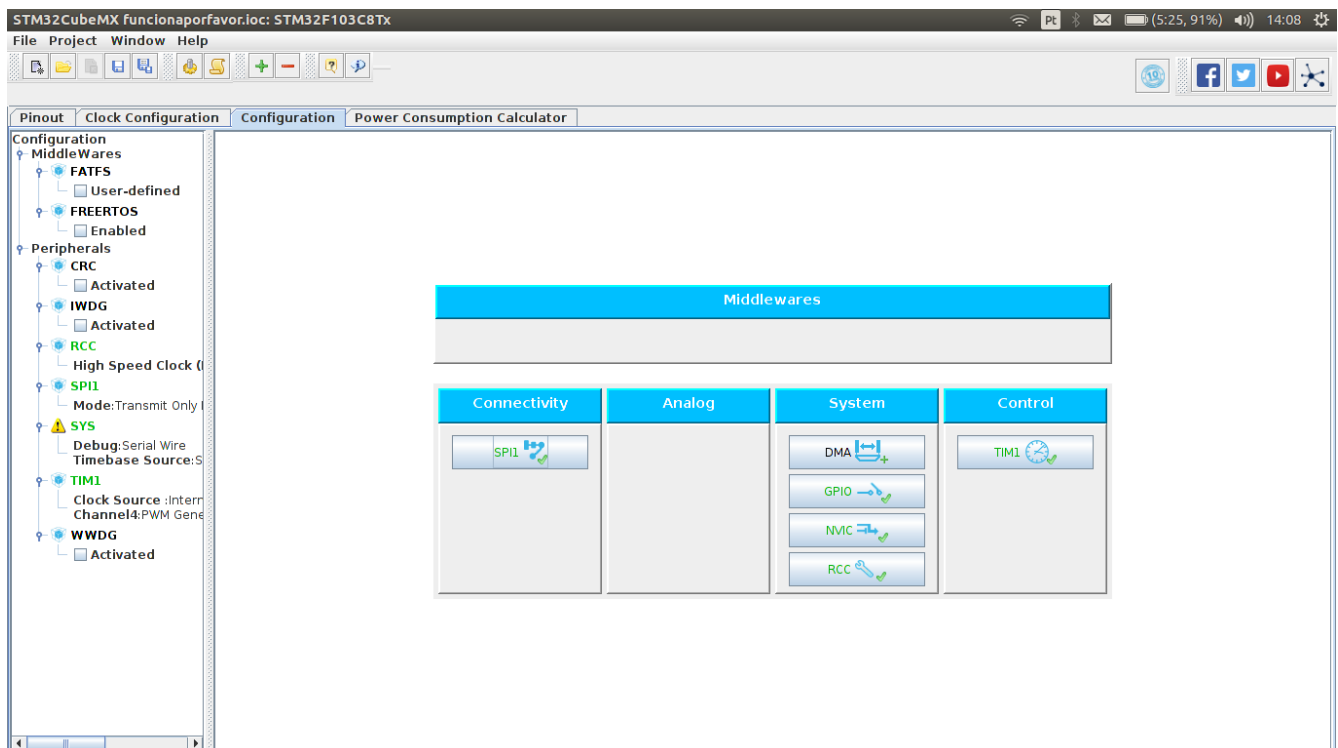 STM32CubeMX funcionaporfavor.ioc: STM32F103C8Tx Pt (5:25, 91%) 14:08
File Project Window Help
10
Pinout Clock Configuration Configuration Power Consumption Calculator
Configuration
MiddleWares
FATFS
User-defined
FREERTOS
Enabled
Peripherals
CRC
Activated
IWDG
Activated
RCC
High Speed Clock (
SPI1
Mode:Transmit Only
SYS
Debug:Serial Wire
Timebase Source:S
TIM1
Clock Source :Intern
Channel4:PWM Gene
WWDG
Activated
Middlewares
Connectivity Analog System Control
SPI1 DMA TIM1
GPIO
NVIC
RCC